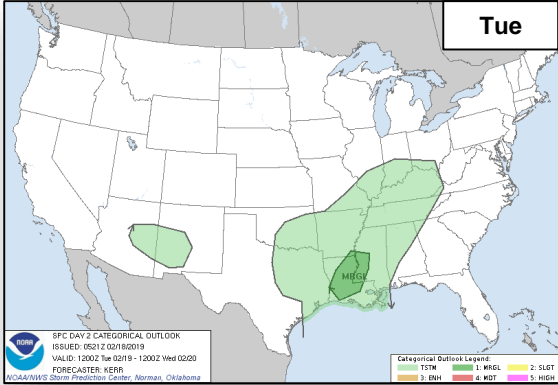 Tue
MRGL
SPC DAY 2 CATEGORICAL OUTLOOK
ISSUED: 0521Z 02/18/2019
VALID: 1200Z Tue 02/19 - 1200Z Wed 02/20
FORECASTER: KERR
NOAA/NWS Storm Prediction Center, Norman, Oklahoma
NOAA
Categorical Outlook Legend:
TSTM 1: MRGL 2: SLGT
3: ENH 4: MDT 5: HIGH